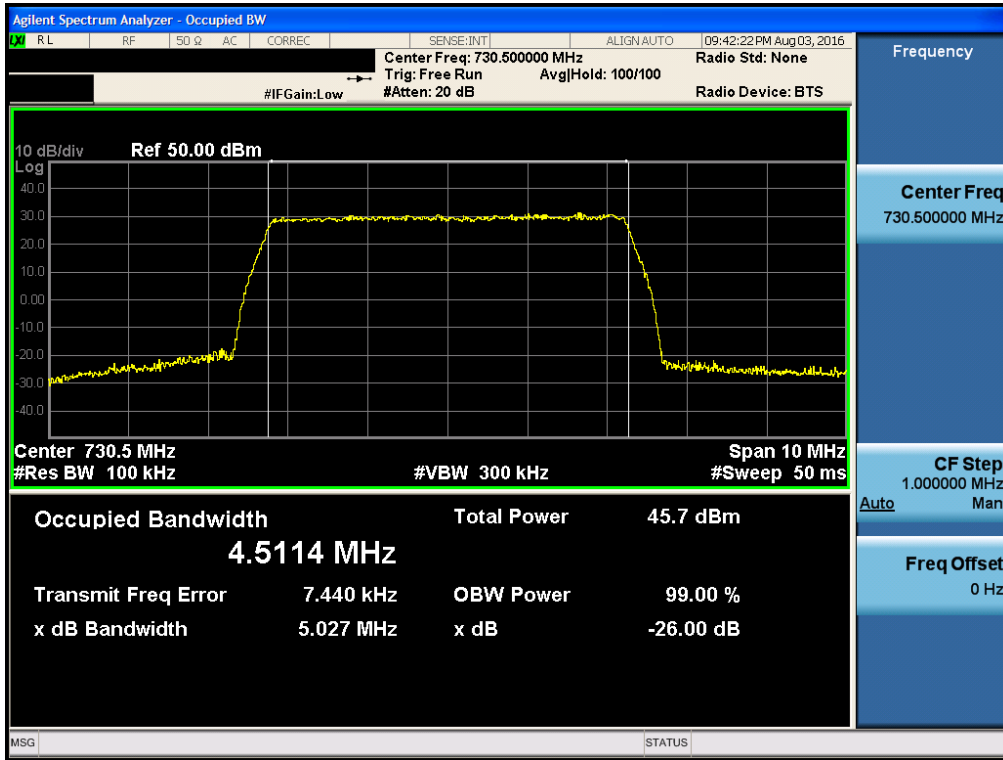 Agilent Spectrum Analyzer - Occupied BW
LXI RL RF 50 Ω AC CORREC SENSE:INT ALIGN AUTO 09:42:22 PM Aug 03, 2016
Center Freq: 730.500000 MHz Radio Std: None
Trig: Free Run Avg|Hold: 100/100
#IFGain:Low #Atten: 20 dB Radio Device: BTS
10 dB/div Ref 50.00 dBm
Log
40.0
30.0
20.0
10.0
0.00
-10.0
-20.0
-30.0
-40.0
Center 730.5 MHz Span 10 MHz
#Res BW 100 kHz #VBW 300 kHz #Sweep 50 ms
Occupied Bandwidth Total Power 45.7 dBm
4.5114 MHz
Transmit Freq Error 7.440 kHz OBW Power 99.00 %
x dB Bandwidth 5.027 MHz x dB -26.00 dB
MSG STATUS
Frequency
Center Freq
730.500000 MHz
CF Step
1.000000 MHz
Auto Man
Freq Offset
0 Hz